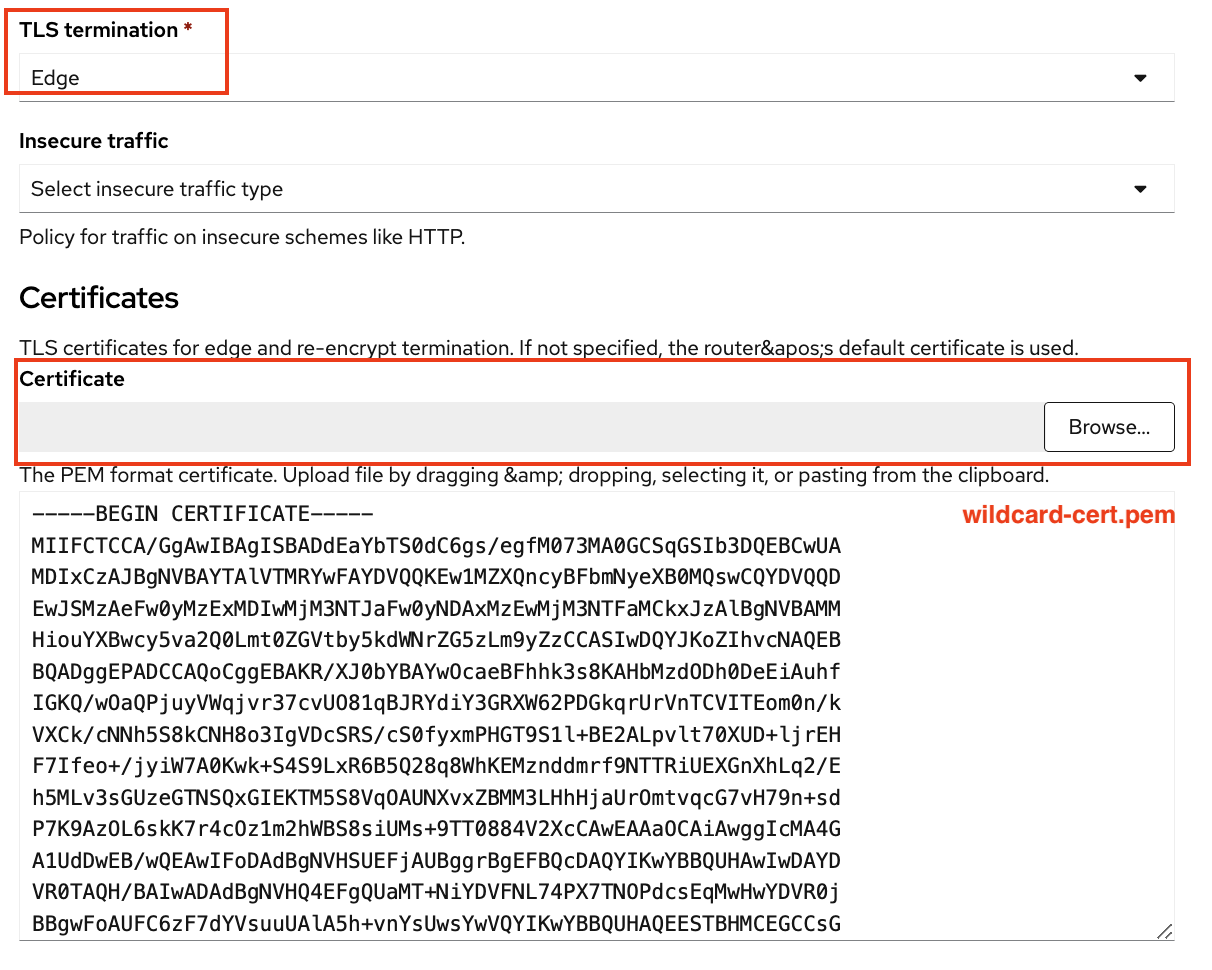 TLS termination *
Edge
Insecure traffic
Select insecure traffic type
Policy for traffic on insecure schemes like HTTP.
Certificates
TLS certificates for edge and re-encrypt termination. If not specified, the router&apos;s default certificate is used.
Certificate
Browse...
The PEM format certificate. Upload file by dragging &amp; dropping, selecting it, or pasting from the clipboard.
-----BEGIN CERTIFICATE-----
wildcard-cert.pem
MIIFCTCCA/GgAwIBAgISBADdEaYbTS0dC6gs/egfM073MA0GCSqGSIb3DQEBCwUA
MDIxCzAJBgNVBAYTAlVTMRYwFAYDVQQKEw1MZXQncyBFbmNyeXB0MQswCQYDVQQD
EwJSMzAeFw0yMzExMDIwMjM3NTJaFw0yNDAxMzEwMjM3NTFaMCkxJzAlBgNVBAMM
HiouYXBwcy5va2Q0Lmt0ZGVtby5kdWNrZG5zLm9yZzCCASIwDQYJKoZIhvcNAQEB
BQADggEPADCCAQoCggEBAKR/XJ0bYBAYwOcaeBFhhk3s8KAHbMzdODh0DeEiAuhf
IGKQ/wOaQPjuyVWqjvr37cvUO81qBJRYdiY3GRXW62PDGkqrUrVnTCVITEom0n/k
VXCk/cNNh5S8kCNH8o3IgVDcSRS/cS0fyxmPHGT9S1l+BE2ALpvlt70XUD+ljrEH
F7Ifeo+/jyiW7A0Kwk+S4S9LxR6B5Q28q8WhKEMznddmrf9NTTRiUEXGnXhLq2/E
h5MLv3sGUzeGTNSQxGIEKTM5S8VqOAUNXvxZBMM3LHhHjaUrOmtvqcG7vH79n+sd
P7K9AzOL6skK7r4cOz1m2hWBS8siUMs+9TT0884V2XcCAwEAAaOCAiAwggIcMA4G
A1UdDwEB/wQEAwIFoDAdBgNVHSUEFjAUBggrBgEFBQcDAQYIKwYBBQUHAwIwDAYD
VR0TAQH/BAIwADAdBgNVHQ4EFgQUaMT+NiYDVFNL74PX7TNOPdcsEqMwHwYDVR0j
BBgwFoAUFC6zF7dYVsuuUAlA5h+vnYsUwsYwVQYIKwYBBQUHAQEESTBHMCEGCCsG